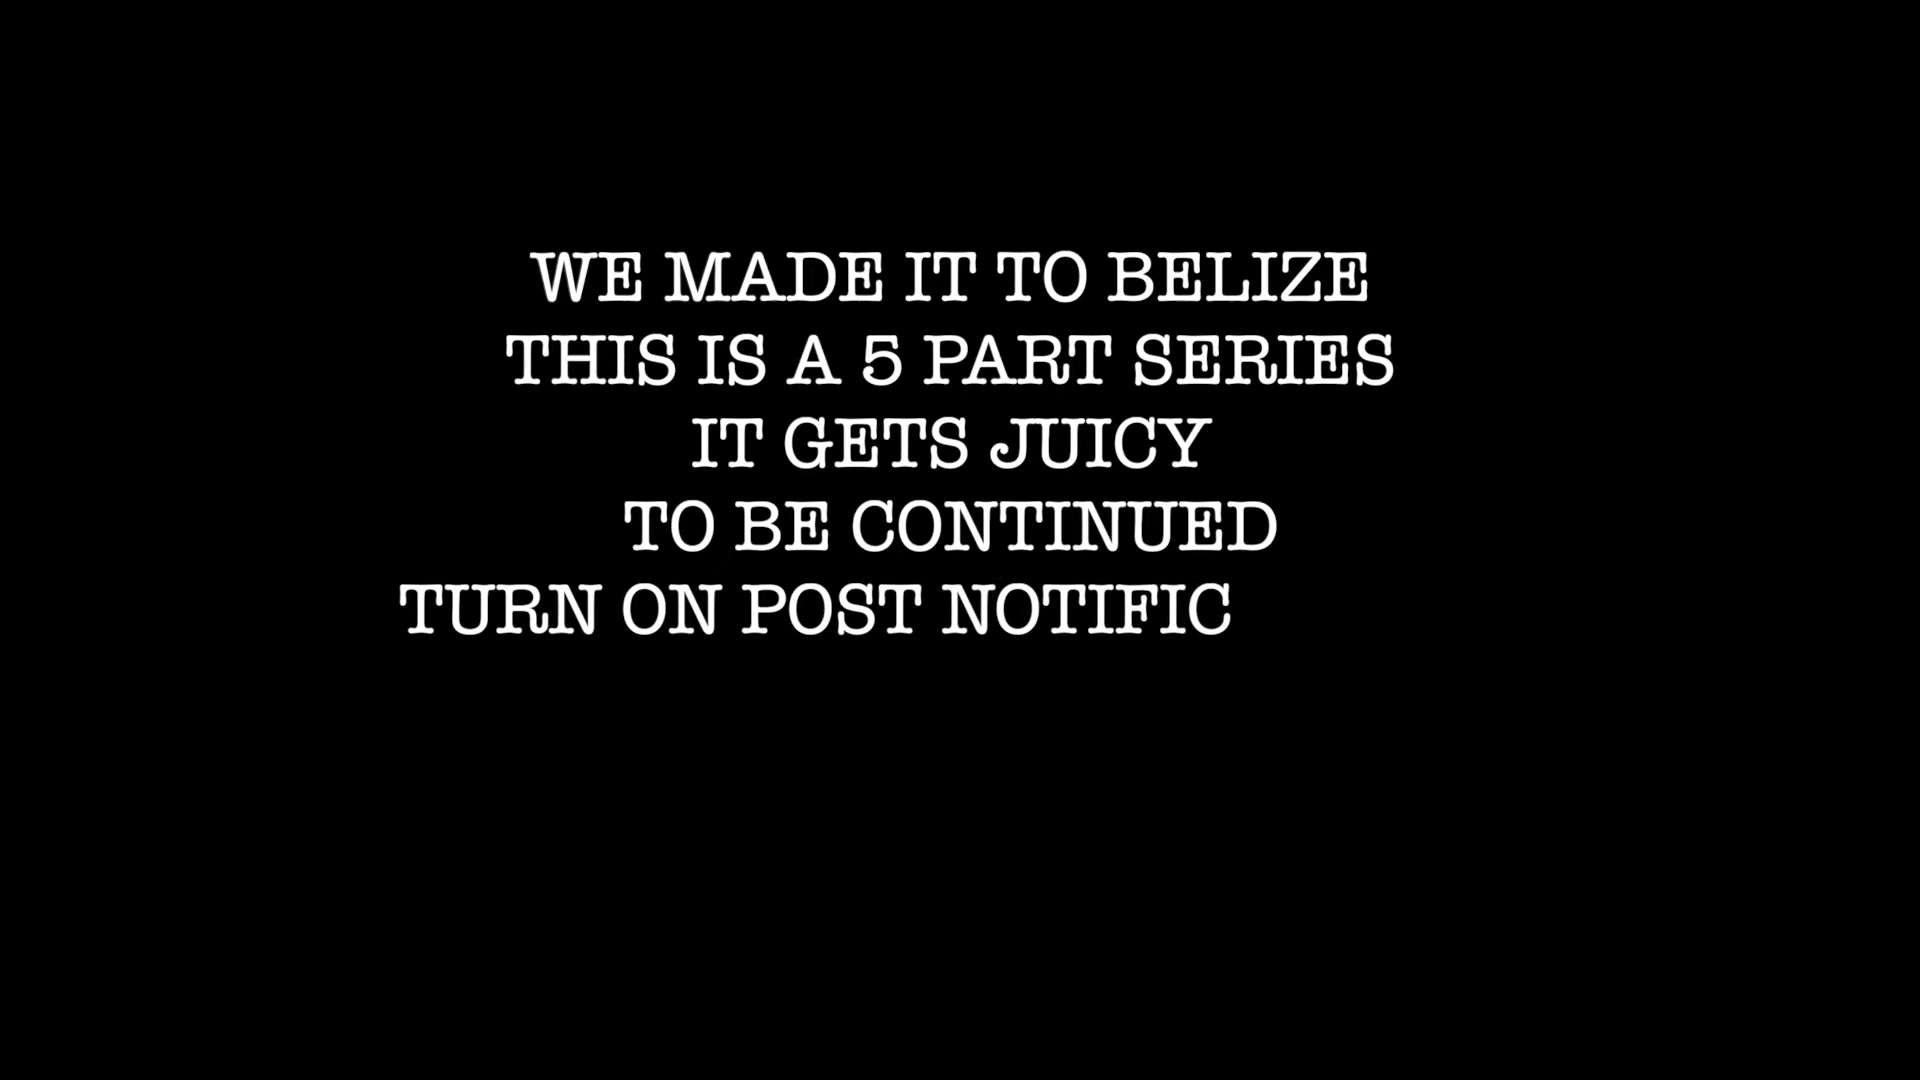 WE MADE IT TO BELIZE
THIS IS A 5 PART SERIES
IT GETS JUICY
TO BE CONTINUED
TURN ON POST NOTIFIC